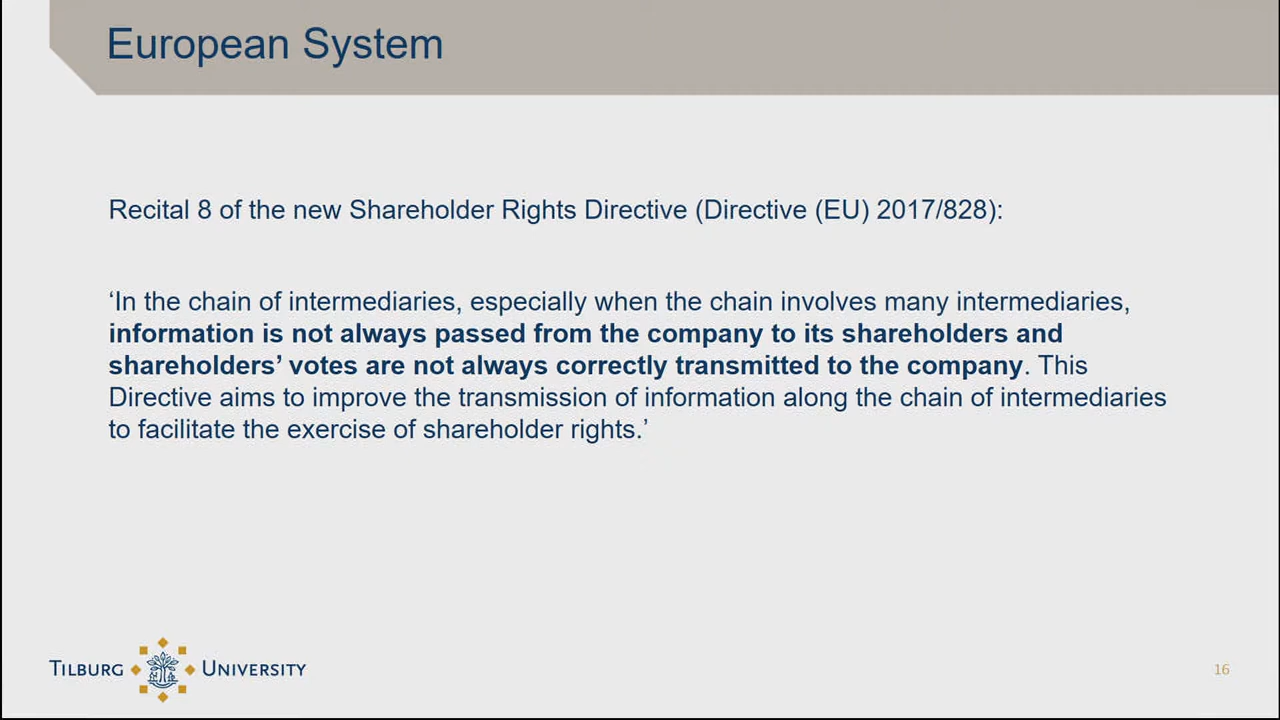 European System
Recital 8 of the new Shareholder Rights Directive (Directive (EU) 2017/828):
‘In the chain of intermediaries, especially when the chain involves many intermediaries,
information is not always passed from the company to its shareholders and
shareholders’ votes are not always correctly transmitted to the company. This
Directive aims to improve the transmission of information along the chain of intermediaries
to facilitate the exercise of shareholder rights.’
TILBURG UNIVERSITY
16